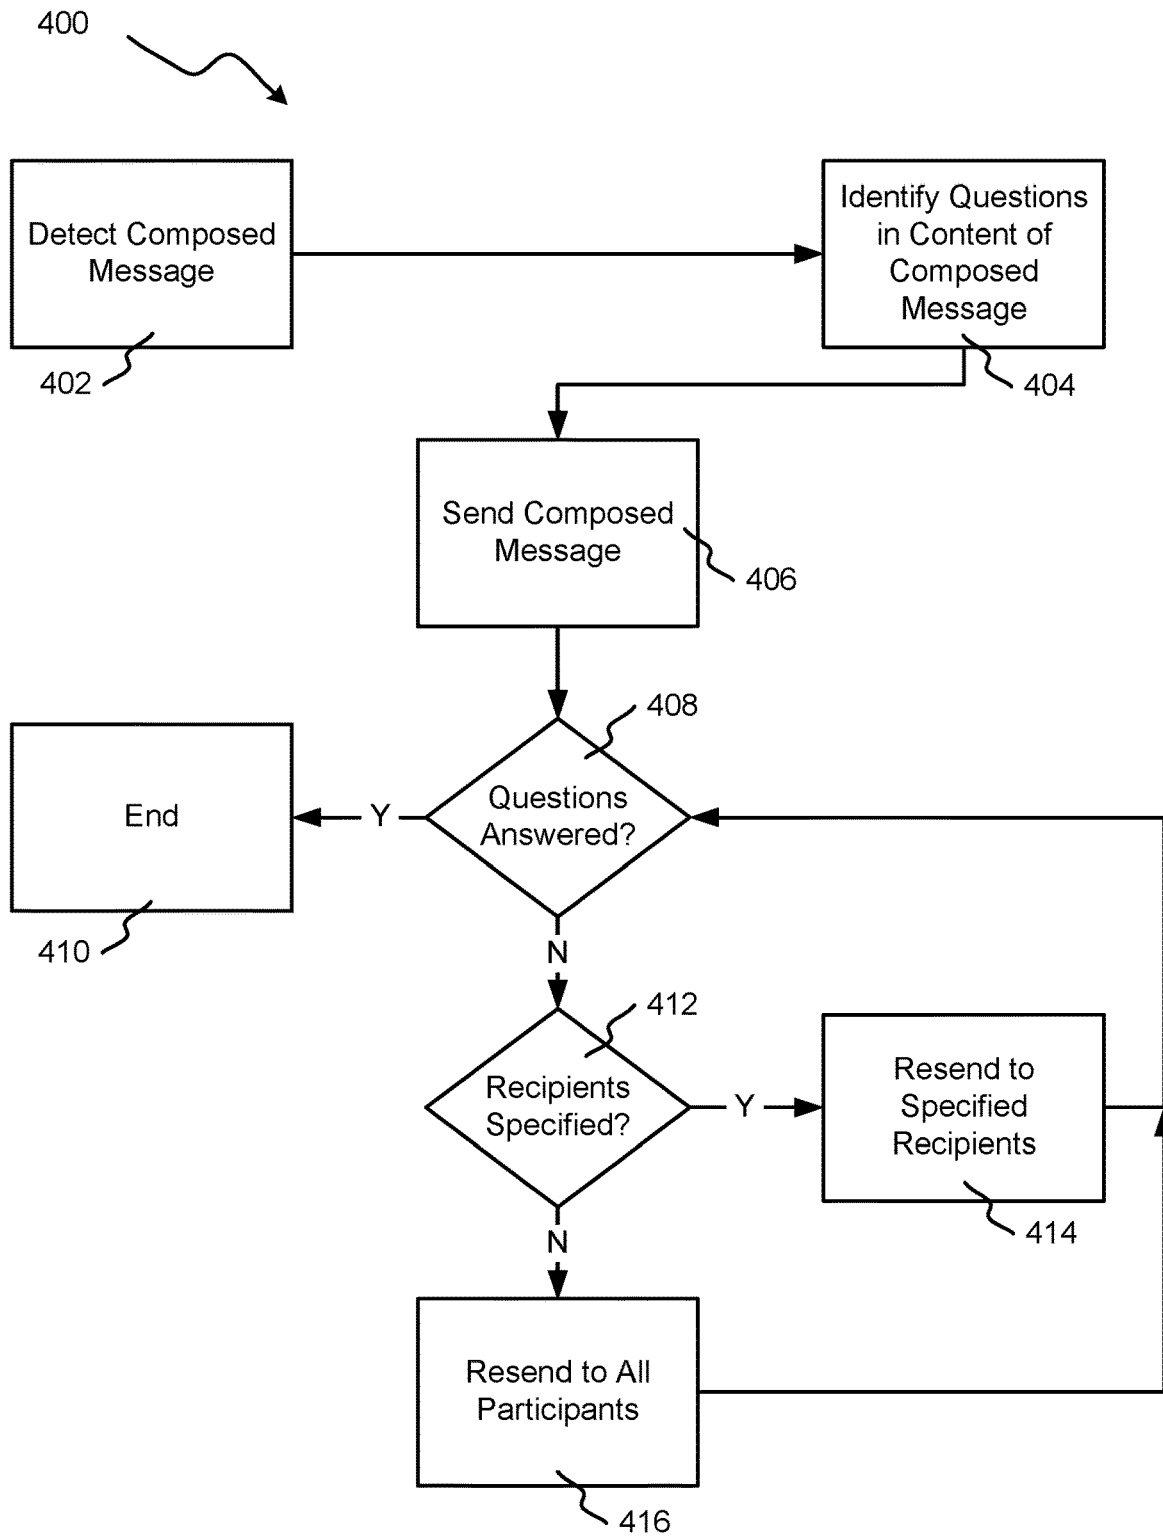 400
Detect Composed
Message
402
Identify Questions
in Content of
Composed
Message
404
Send Composed
Message
406
408
Questions
Answered?
Y
End
410
N
412
Recipients
Specified?
Y
Resend to
Specified
Recipients
414
N
Resend to All
Participants
416